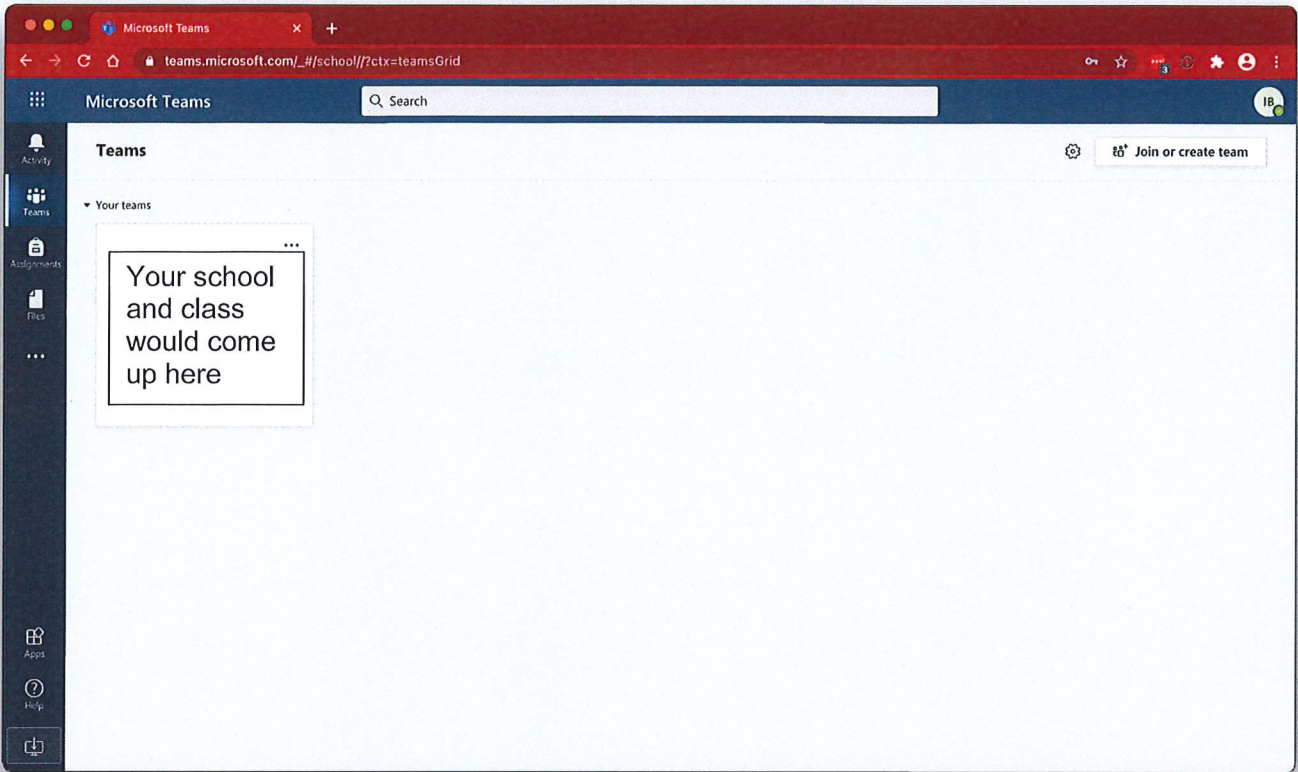 Microsoft Teams
teams.microsoft.com/_#/school//?ctx=teamsGrid
3
Microsoft Teams
Search
IB
Activity
Teams
Join or create team
Teams
Your teams
Assignments
Your school
and class
would come
up here
Files
Apps
Help